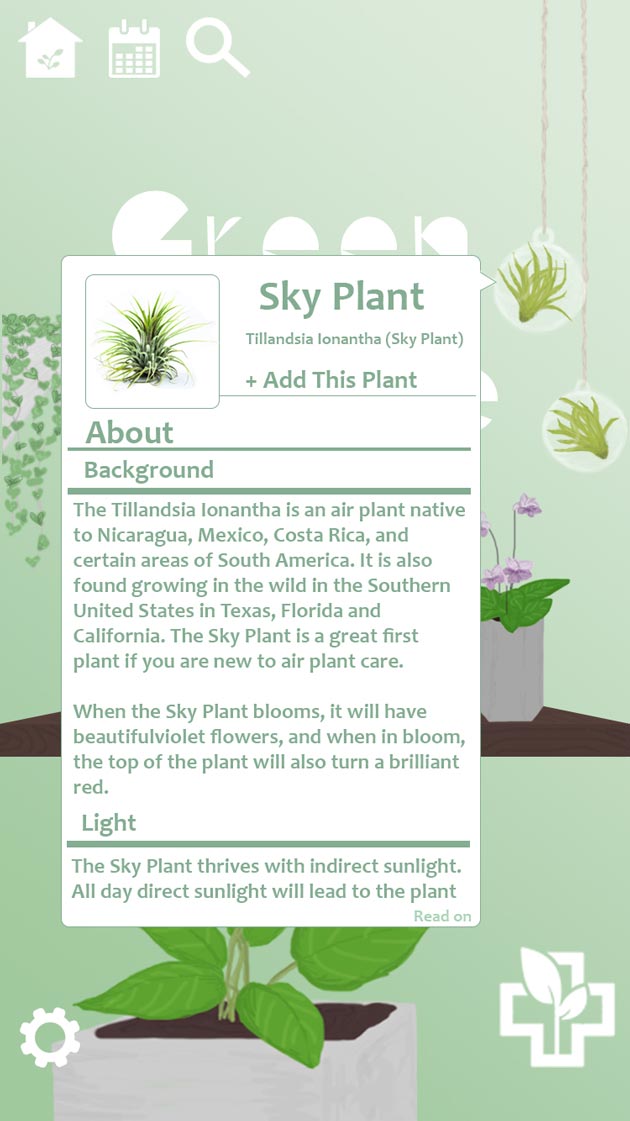 Green
Sky Plant
Tillandsia Ionantha (Sky Plant)
+ Add This Plant
About
Background
The Tillandsia Ionantha is an air plant native
to Nicaragua, Mexico, Costa Rica, and
certain areas of South America. It is also
found growing in the wild in the Southern
United States in Texas, Florida and
California. The Sky Plant is a great first
plant if you are new to air plant care.
When the Sky Plant blooms, it will have
beautifulviolet flowers, and when in bloom,
the top of the plant will also turn a brilliant
red.
Light
The Sky Plant thrives with indirect sunlight.
All day direct sunlight will lead to the plant
Read on